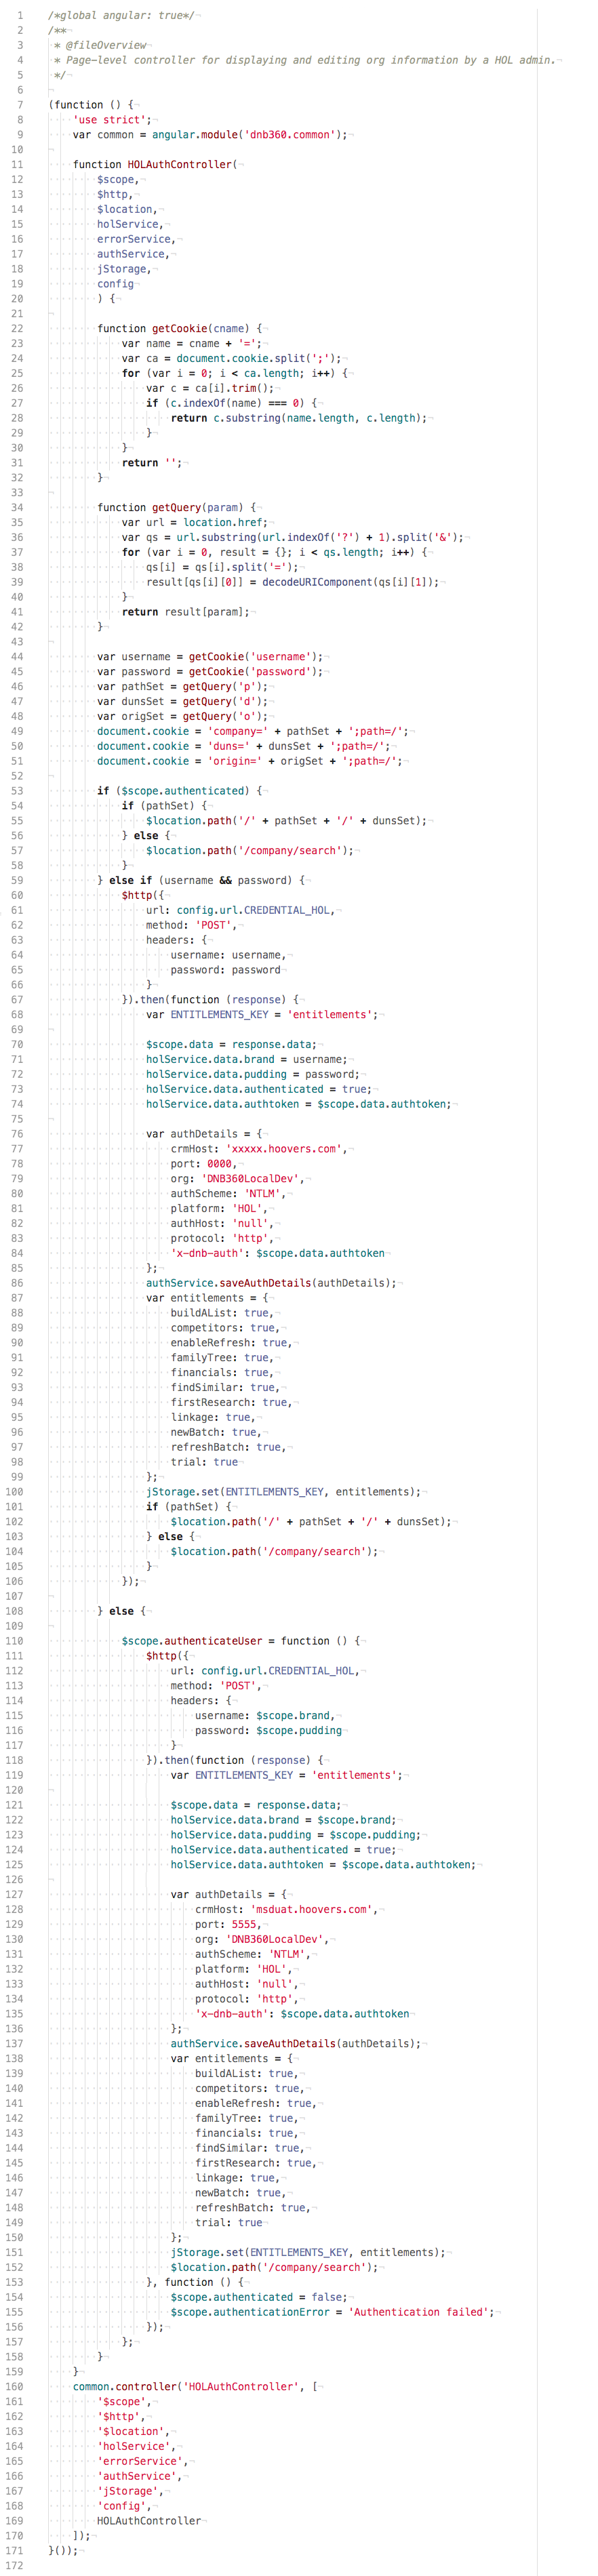 1 /*global angular: true*/
2 /**
3  * @fileOverview
4  * Page-level controller for displaying and editing org information by a HOL admin.
5  */
6
7 (function () {
8     'use strict';
9     var common = angular.module('dnb360.common');
10
11     function HOLAuthController(
12         $scope,
13         $http,
14         $location,
15         holService,
16         errorService,
17         authService,
18         jStorage,
19         config
20         ) {
21
22         function getCookie(cname) {
23             var name = cname + '=';
24             var ca = document.cookie.split(';');
25             for (var i = 0; i < ca.length; i++) {
26                 var c = ca[i].trim();
27                 if (c.indexOf(name) === 0) {
28                     return c.substring(name.length, c.length);
29                 }
30             }
31             return '';
32         }
33
34         function getQuery(param) {
35             var url = location.href;
36             var qs = url.substring(url.indexOf('?') + 1).split('&');
37             for (var i = 0, result = {}; i < qs.length; i++) {
38                 qs[i] = qs[i].split('=');
39                 result[qs[i][0]] = decodeURIComponent(qs[i][1]);
40             }
41             return result[param];
42         }
43
44         var username = getCookie('username');
45         var password = getCookie('password');
46         var pathSet = getQuery('p');
47         var dunsSet = getQuery('d');
48         var origSet = getQuery('o');
49         document.cookie = 'company=' + pathSet + ';path=/';
50         document.cookie = 'duns=' + dunsSet + ';path=/';
51         document.cookie = 'origin=' + origSet + ';path=/';
52
53         if ($scope.authenticated) {
54             if (pathSet) {
55                 $location.path('/' + pathSet + '/' + dunsSet);
56             } else {
57                 $location.path('/company/search');
58             }
59         } else if (username && password) {
60             $http({
61                 url: config.url.CREDENTIAL_HOL,
62                 method: 'POST',
63                 headers: {
64                     username: username,
65                     password: password
66                 }
67             }).then(function (response) {
68                 var ENTITLEMENTS_KEY = 'entitlements';
69
70                 $scope.data = response.data;
71                 holService.data.brand = username;
72                 holService.data.pudding = password;
73                 holService.data.authenticated = true;
74                 holService.data.authtoken = $scope.data.authtoken;
75
76                 var authDetails = {
77                     crmHost: 'xxxxx.hoovers.com',
78                     port: 0000,
79                     org: 'DNB360LocalDev',
80                     authScheme: 'NTLM',
81                     platform: 'HOL',
82                     authHost: 'null',
83                     protocol: 'http',
84                     'x-dnb-auth': $scope.data.authtoken
85                 };
86                 authService.saveAuthDetails(authDetails);
87                 var entitlements = {
88                     buildAList: true,
89                     competitors: true,
90                     enableRefresh: true,
91                     familyTree: true,
92                     financials: true,
93                     findSimilar: true,
94                     firstResearch: true,
95                     linkage: true,
96                     newBatch: true,
97                     refreshBatch: true,
98                     trial: true
99                 };
100                 jStorage.set(ENTITLEMENTS_KEY, entitlements);
101                 if (pathSet) {
102                     $location.path('/' + pathSet + '/' + dunsSet);
103                 } else {
104                     $location.path('/company/search');
105                 }
106             });
107
108         } else {
109
110             $scope.authenticateUser = function () {
111                 $http({
112                     url: config.url.CREDENTIAL_HOL,
113                     method: 'POST',
114                     headers: {
115                         username: $scope.brand,
116                         password: $scope.pudding
117                     }
118                 }).then(function (response) {
119                     var ENTITLEMENTS_KEY = 'entitlements';
120
121                     $scope.data = response.data;
122                     holService.data.brand = $scope.brand;
123                     holService.data.pudding = $scope.pudding;
124                     holService.data.authenticated = true;
125                     holService.data.authtoken = $scope.data.authtoken;
126
127                     var authDetails = {
128                         crmHost: 'msduat.hoovers.com',
129                         port: 5555,
130                         org: 'DNB360LocalDev',
131                         authScheme: 'NTLM',
132                         platform: 'HOL',
133                         authHost: 'null',
134                         protocol: 'http',
135                         'x-dnb-auth': $scope.data.authtoken
136                     };
137                     authService.saveAuthDetails(authDetails);
138                     var entitlements = {
139                         buildAList: true,
140                         competitors: true,
141                         enableRefresh: true,
142                         familyTree: true,
143                         financials: true,
144                         findSimilar: true,
145                         firstResearch: true,
146                         linkage: true,
147                         newBatch: true,
148                         refreshBatch: true,
149                         trial: true
150                     };
151                     jStorage.set(ENTITLEMENTS_KEY, entitlements);
152                     $location.path('/company/search');
153                 }, function () {
154                     $scope.authenticated = false;
155                     $scope.authenticationError = 'Authentication failed';
156                 });
157             };
158         }
159     }
160     common.controller('HOLAuthController', [
161         '$scope',
162         '$http',
163         '$location',
164         'holService',
165         'errorService',
166         'authService',
167         'jStorage',
168         'config',
169         HOLAuthController
170     ]);
171 }());
172